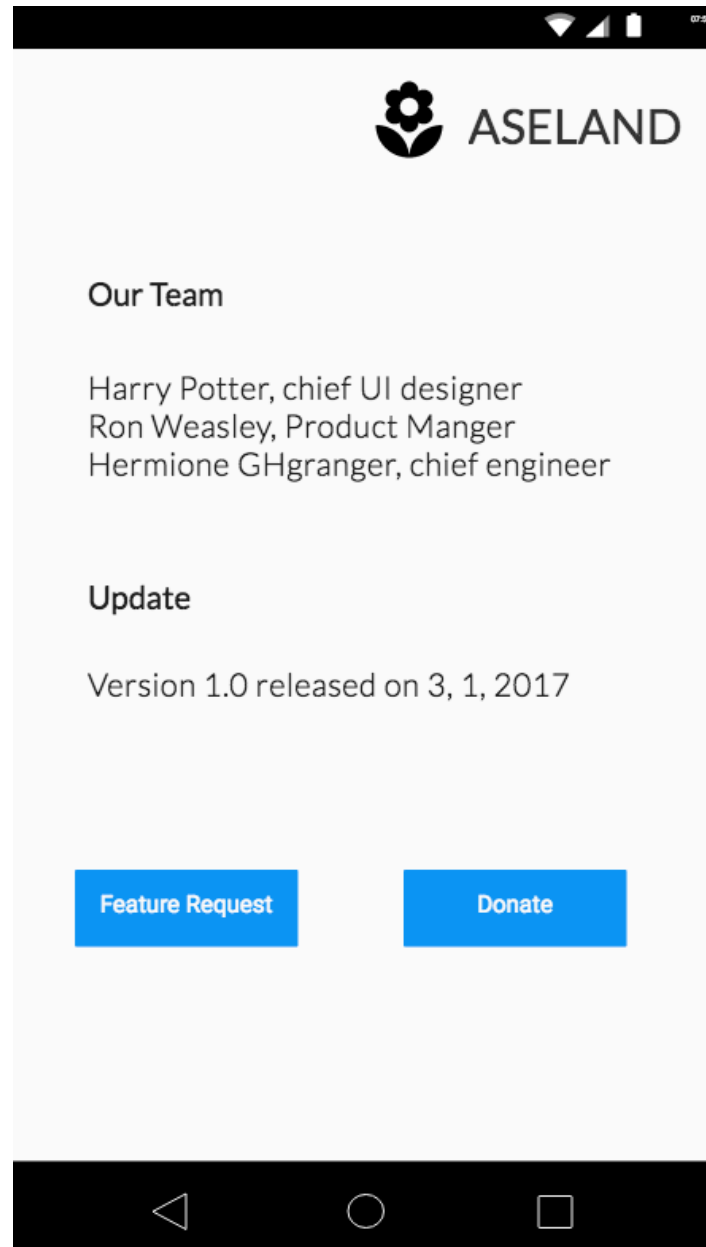 ASELAND
Our Team
Harry Potter, chief UI designer
Ron Weasley, Product Manger
Hermione GHgranger, chief engineer
Update
Version 1.0 released on 3, 1, 2017
Feature Request
Donate